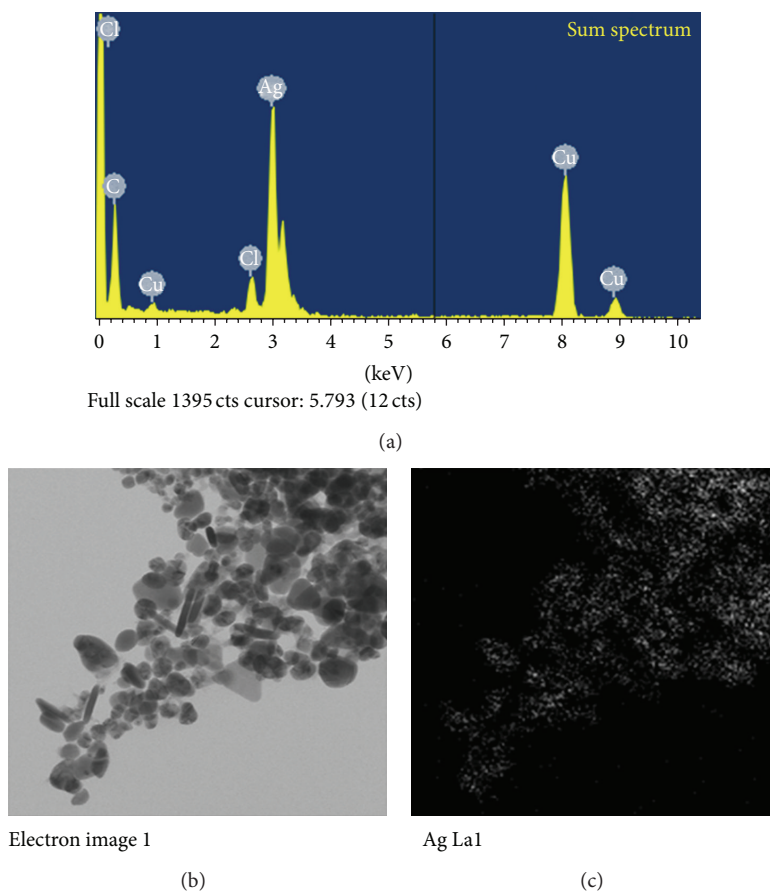 Sum spectrum
Cl
Ag
Cu
C
Cl
Cu
Cu
0 1 2 3 4 5 6 7 8 9 10
(keV)
Full scale 1395 cts cursor: 5.793 (12 cts)
(a)
Electron image 1
Ag La1
(b)
(c)